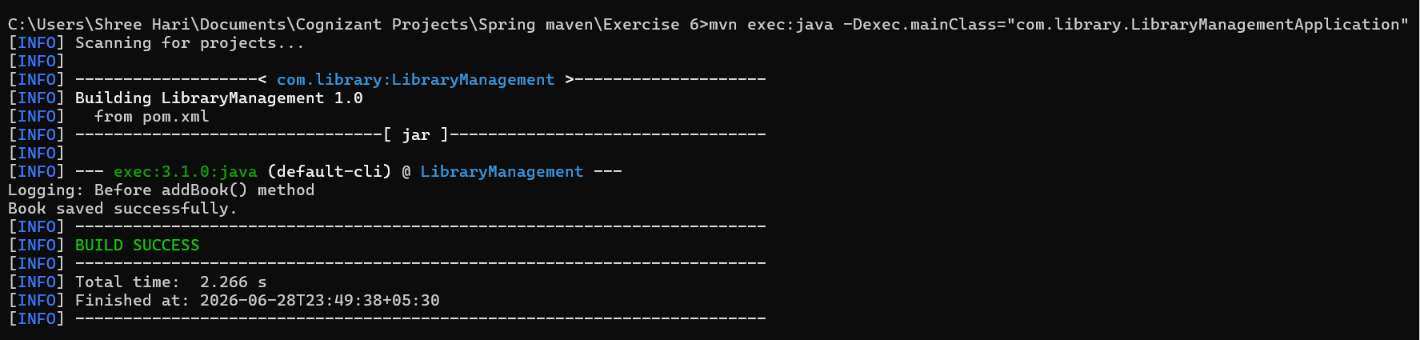 C:\Users\Shree Hari\Documents\Cognizant Projects\Spring maven\Exercise 6>mvn exec:java -Dexec.mainClass="com.library.LibraryManagementApplication"
[INFO] Scanning for projects...
[INFO]
[INFO] -------------------< com.library:LibraryManagement >--------------------
[INFO] Building LibraryManagement 1.0
[INFO]   from pom.xml
[INFO] --------------------------------[ jar ]---------------------------------
[INFO]
[INFO] --- exec:3.1.0:java (default-cli) @ LibraryManagement ---
Logging: Before addBook() method
Book saved successfully.
[INFO] ------------------------------------------------------------------------
[INFO] BUILD SUCCESS
[INFO] ------------------------------------------------------------------------
[INFO] Total time:  2.266 s
[INFO] Finished at: 2026-06-28T23:49:38+05:30
[INFO] ------------------------------------------------------------------------